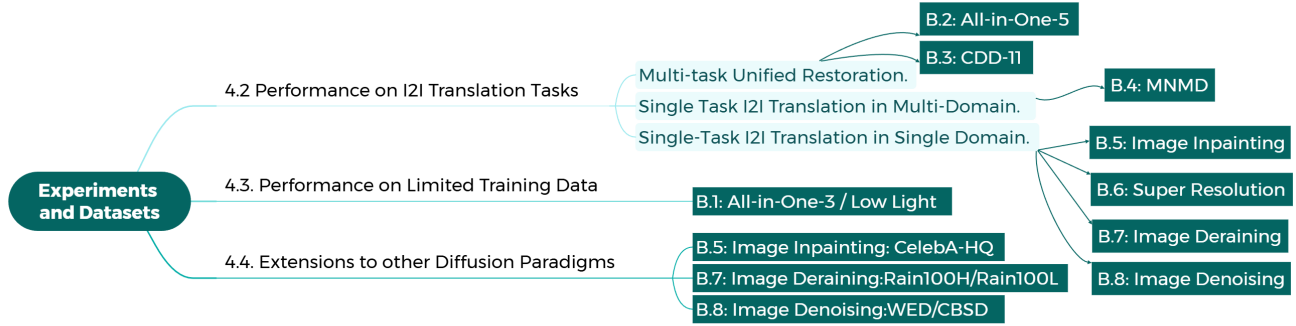 Experiments
and Datasets
4.2 Performance on I2I Translation Tasks
Multi-task Unified Restoration.
B.2: All-in-One-5
B.3: CDD-11
Single Task I2I Translation in Multi-Domain.
B.4: MNMD
Single-Task I2I Translation in Single Domain.
B.5: Image Inpainting
B.6: Super Resolution
B.7: Image Deraining
B.8: Image Denoising
4.3. Performance on Limited Training Data
B.1: All-in-One-3 / Low Light
4.4. Extensions to other Diffusion Paradigms
B.5: Image Inpainting: CelebA-HQ
B.7: Image Deraining:Rain100H/Rain100L
B.8: Image Denoising:WED/CBSD